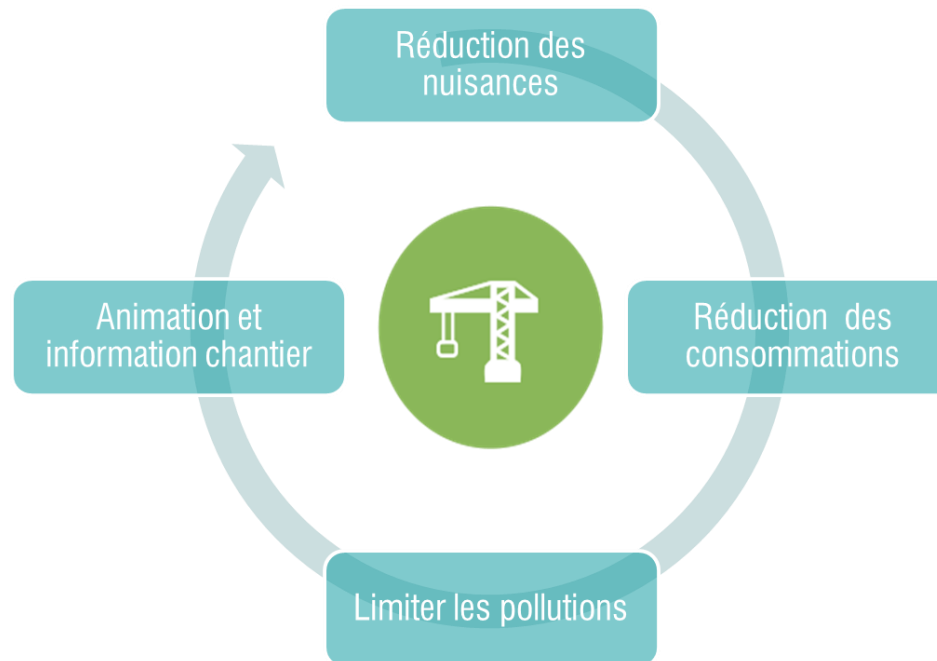 Réduction des
nuisances
Réduction des
consommations
Limiter les pollutions
Animation et
information chantier